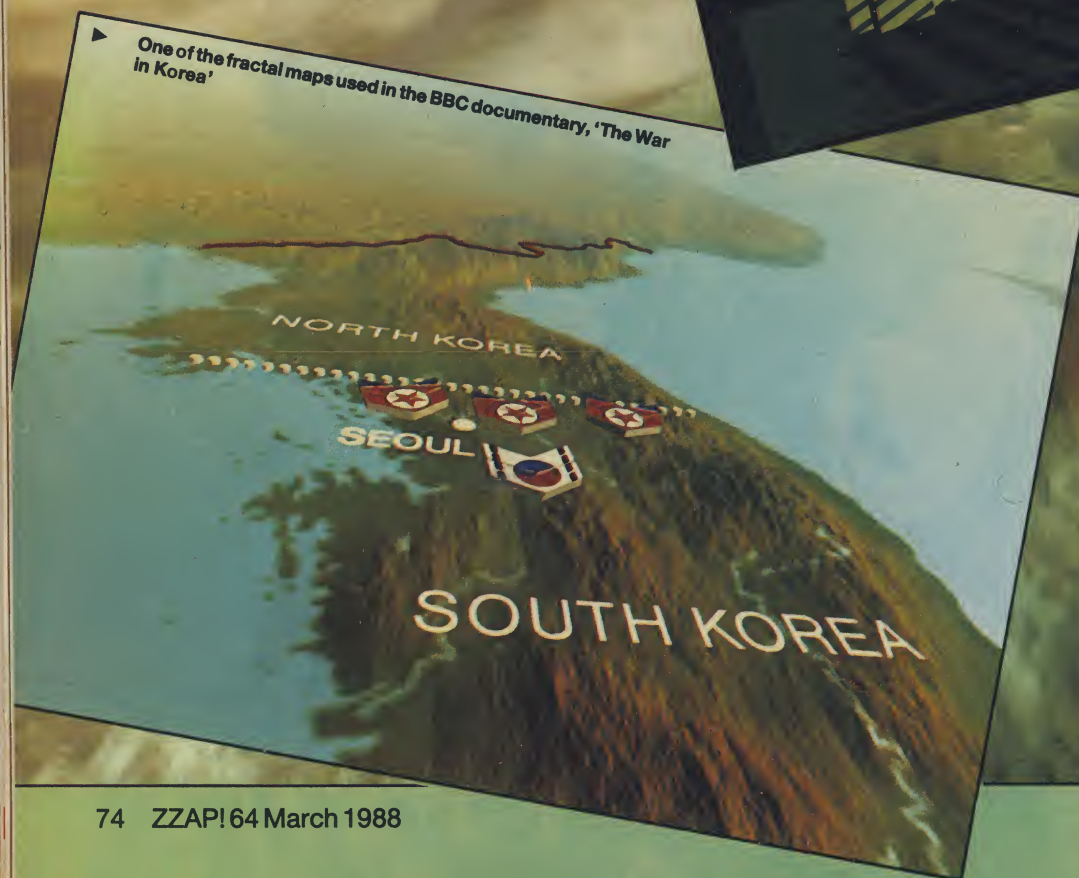 One of the fractal maps used in the BBC documentary, ‘The War
in Korea’
NORTH KOREA
SEOUL
SOUTH KOREA
74 ZZAP! 64 March 1988